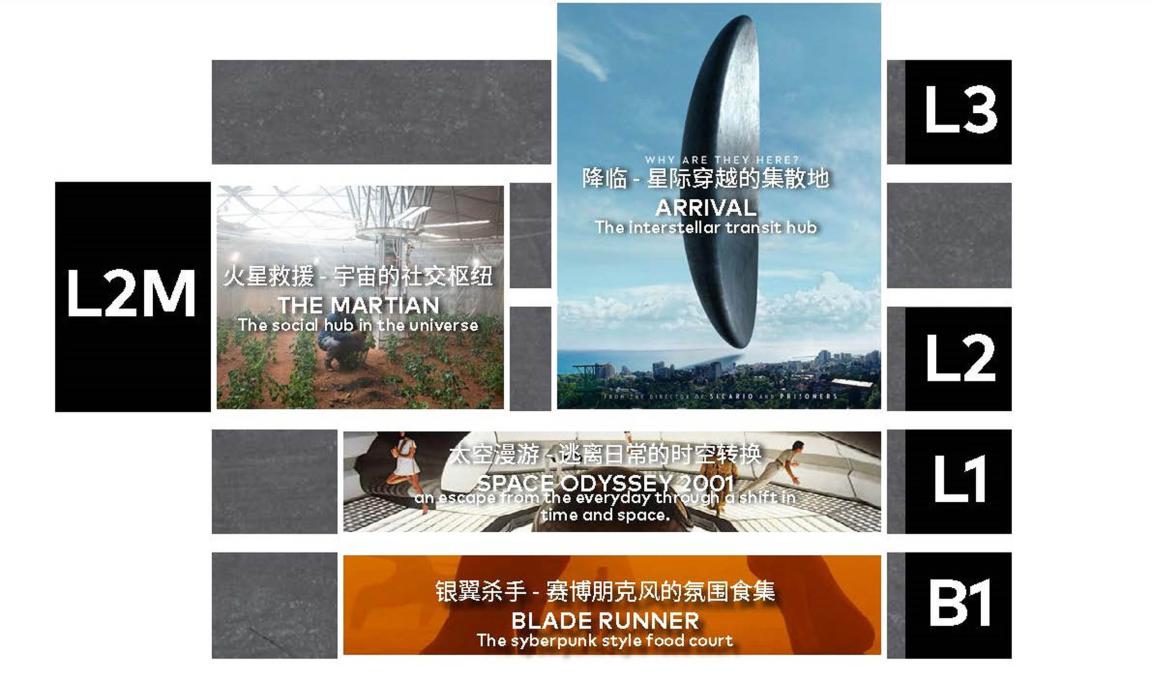 L3
WHY ARE THEY HERE?
降临 - 星际穿越的集散地
ARRIVAL
The interstellar transit hub
L2M
火星救援 - 宇宙的社交枢纽
THE MARTIAN
The social hub in the universe
L2
FROM THE DIRECTOR OF SICARIO AND PRISONERS
太空漫游 - 逃离日常的时空转换
SPACE ODYSSEY 2001
an escape from the everyday through a shift in
time and space.
L1
银翼杀手 - 赛博朋克风的氛围食集
BLADE RUNNER
The syberpunk style food court
B1